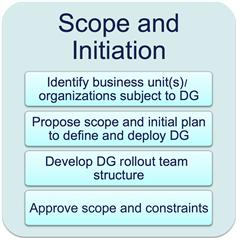 Scope and
Initiation
Identify business unit(s)/
organizations subject to DG
Propose scope and initial plan
to define and deploy DG
Develop DG rollout team
structure
Approve scope and constraints